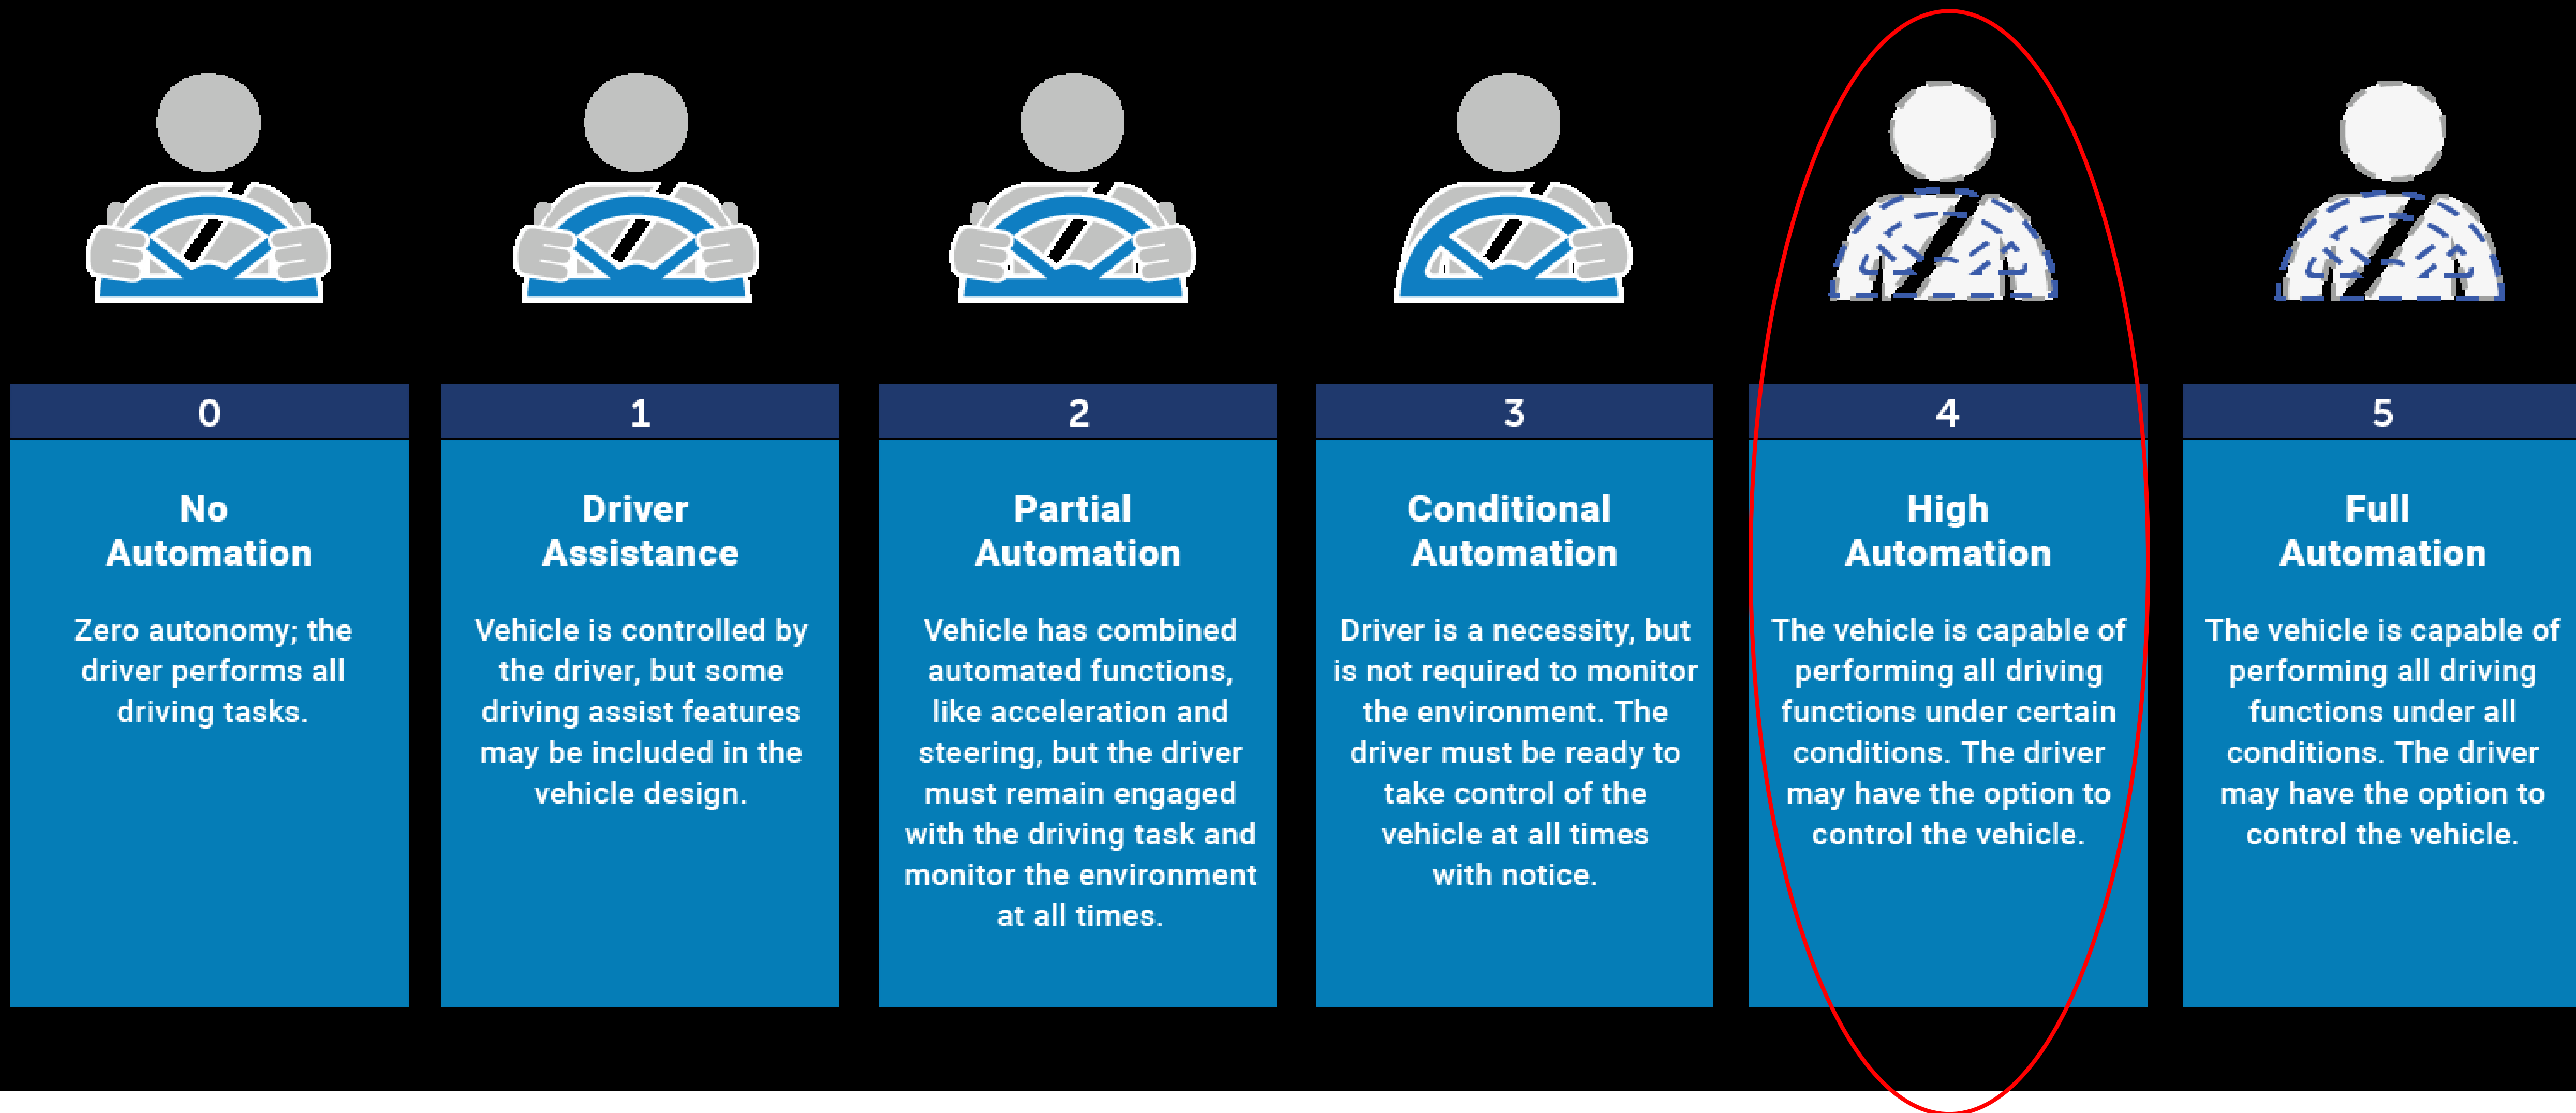 0
No
Automation
Zero autonomy; the
driver performs all
driving tasks.
1
Driver
Assistance
Vehicle is controlled by
the driver, but some
driving assist features
may be included in the
vehicle design.
2
Partial
Automation
Vehicle has combined
automated functions,
like acceleration and
steering, but the driver
must remain engaged
with the driving task and
monitor the environment
at all times.
3
Conditional
Automation
Driver is a necessity, but
is not required to monitor
the environment. The
driver must be ready to
take control of the
vehicle at all times
with notice.
4
High
Automation
The vehicle is capable of
performing all driving
functions under certain
conditions. The driver
may have the option to
control the vehicle.
5
Full
Automation
The vehicle is capable of
performing all driving
functions under all
conditions. The driver
may have the option to
control the vehicle.